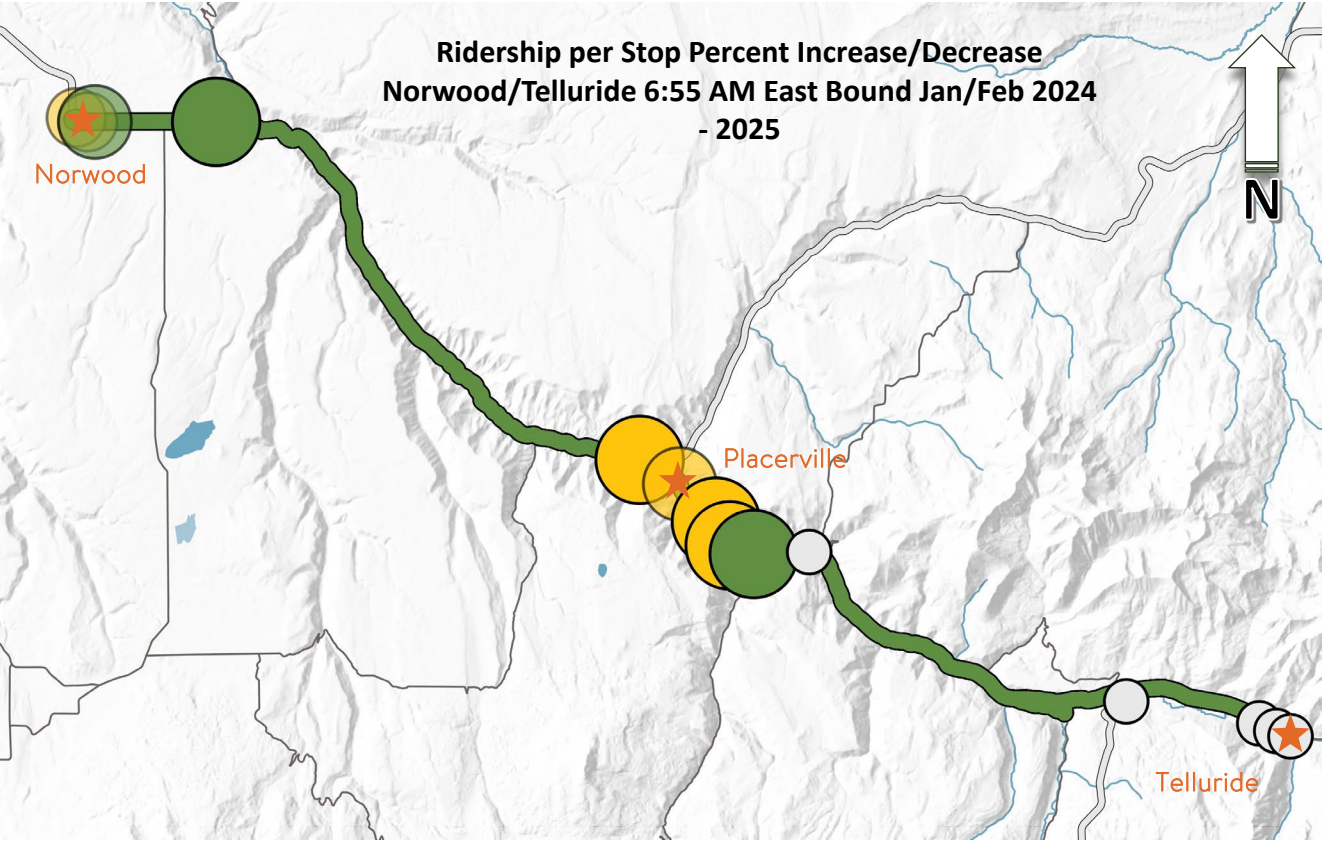 Ridership per Stop Percent Increase/Decrease
Norwood/Telluride 6:55 AM East Bound Jan/Feb 2024
- 2025
N
Norwood
Placerville
Telluride